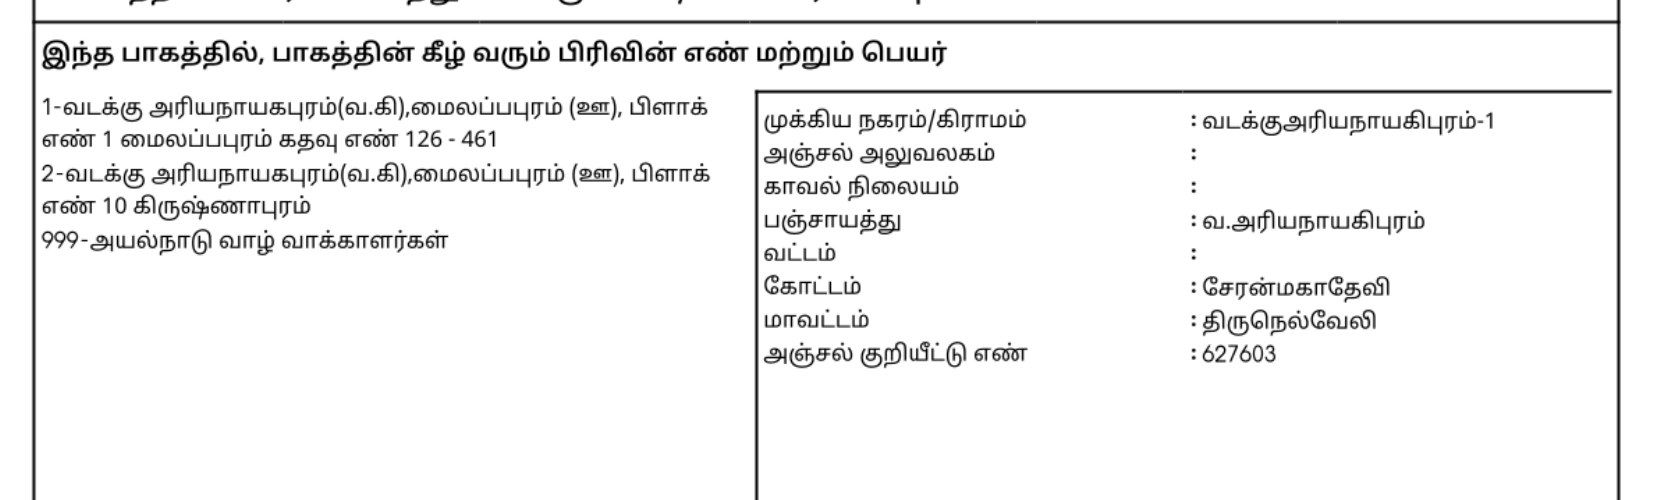 இந்த பாகத்தில், பாகத்தின் கீழ் வரும் பிரிவின் எண் மற்றும் பெயர்
1-வடக்கு அரியநாயகபுரம்(வ.கி),மைலப்பபுரம் (ஊ), பிளாக்
எண் 1 மைலப்பபுரம் கதவு எண் 126 - 461
2-வடக்கு அரியநாயகபுரம்(வ.கி),மைலப்பபுரம் (ஊ), பிளாக்
எண் 10 கிருஷ்ணாபுரம்
999-அயல்நாடு வாழ் வாக்காளர்கள்
முக்கிய நகரம்/கிராமம் : வடக்குஅரியநாயகிபுரம்-1
அஞ்சல் அலுவலகம் :
காவல் நிலையம் :
பஞ்சாயத்து : வ.அரியநாயகிபுரம்
வட்டம் :
கோட்டம் : சேரன்மகாதேவி
மாவட்டம் : திருநெல்வேலி
அஞ்சல் குறியீட்டு எண் : 627603